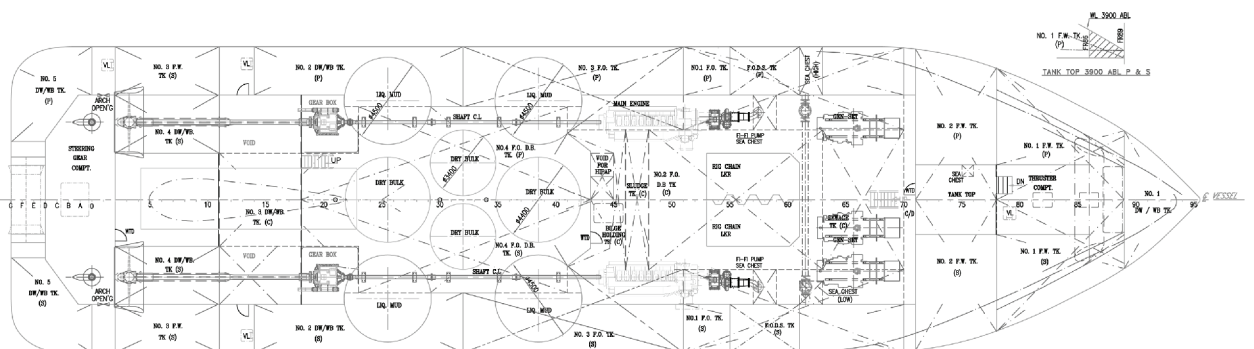 WL 3900 ABL
NO. 1 F.W. TK.
(P)
FR86
FR89
TANK TOP 3900 ABL P & S
NO. 5
DW/WB TK.
(P)
VL
NO. 3 F.W.
TK (S)
VL
NO. 2 DW/WB TK.
(P)
LIQ. MUD
LIQ. MUD
NO. 3 F.O. TK.
(P)
NO.1 F.O. TK.
(P)
F.O.D.S. TK
(P)
SEA CHEST
(HIGH)
ARCH
OPEN'G
GEAR BOX
SHAFT C.L.
MAIN ENGINE
GEN-SET
NO. 4 DW/WB.
TK (S)
VOID
FI-FI PUMP
SEA CHEST
NO. 2 F.W. TK.
(P)
STEERING
GEAR
COMPT.
UP
DRY BULK
NO.4 F.O. D.B.
TK. (P)
VOID
FOR
NO.1 F.W. TK.
(P)
DRY BULK
DRY BULK
SLUDGE
TK (C)
NO.2 F.O.
D.B TK
(C)
RIG CHAIN
LKR
SEA
CHEST
DN
THRUSTER
COMPT.
WTD
C/B
TANK TOP
NO. 1
DW / WB TK.
G F E D C B A 0
5
10
15
20
25
30
35
40
45
50
55
60
65
70
75
80
85
90
95
VESSEL
NO. 3 DW/WB.
TK. (C)
VL
WTD
WTD
DRY BULK
BILGE
HOLDING
TK (C)
RIG CHAIN
LKR
SEWAGE
TK (C)
GEN-SET
NO. 4 DW/WB
TK (S)
VOID
GEAR BOX
NO.4 F.O. D.B.
TK. (S)
NO. 1 F.W. TK
(S)
NO. 2 F.W. TK
(S)
SHAFT C.L.
FI-FI PUMP
SEA CHEST
GEN-SET
NO. 5
DW/WB TK.
(S)
ARCH
OPEN'G
LIQ. MUD
LIQ. MUD
SEA CHEST
(LOW)
NO. 3 F.W.
TK (S)
VL
NO. 2 DW/WB TK.
(S)
NO. 3 F.O. TK.
(S)
NO.1 F.O. TK.
(S)
F.O.D.S. TK
(S)